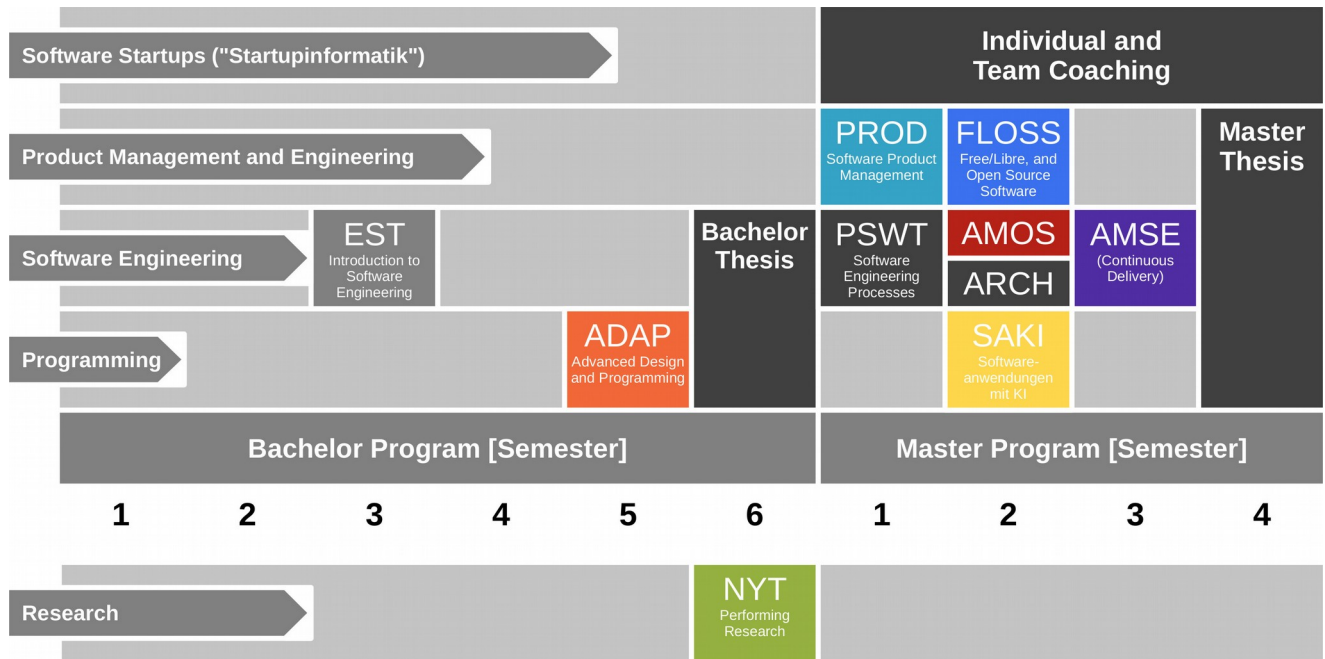 Software Startups ("Startupinformatik")
Individual and
Team Coaching
Product Management and Engineering
PROD
Software Product
Management
FLOSS
Free/Libre, and
Open Source
Software
Master
Thesis
Software Engineering
EST
Introduction to
Software
Engineering
Bachelor
Thesis
PSWT
Software
Engineering
Processes
AMOS
ARCH
AMSE
(Continuous
Delivery)
Programming
ADAP
Advanced Design
and Programming
SAKI
Software-
anwendungen
mit KI
Bachelor Program [Semester]
Master Program [Semester]
1 2 3 4 5 6 1 2 3 4
Research
NYT
Performing
Research